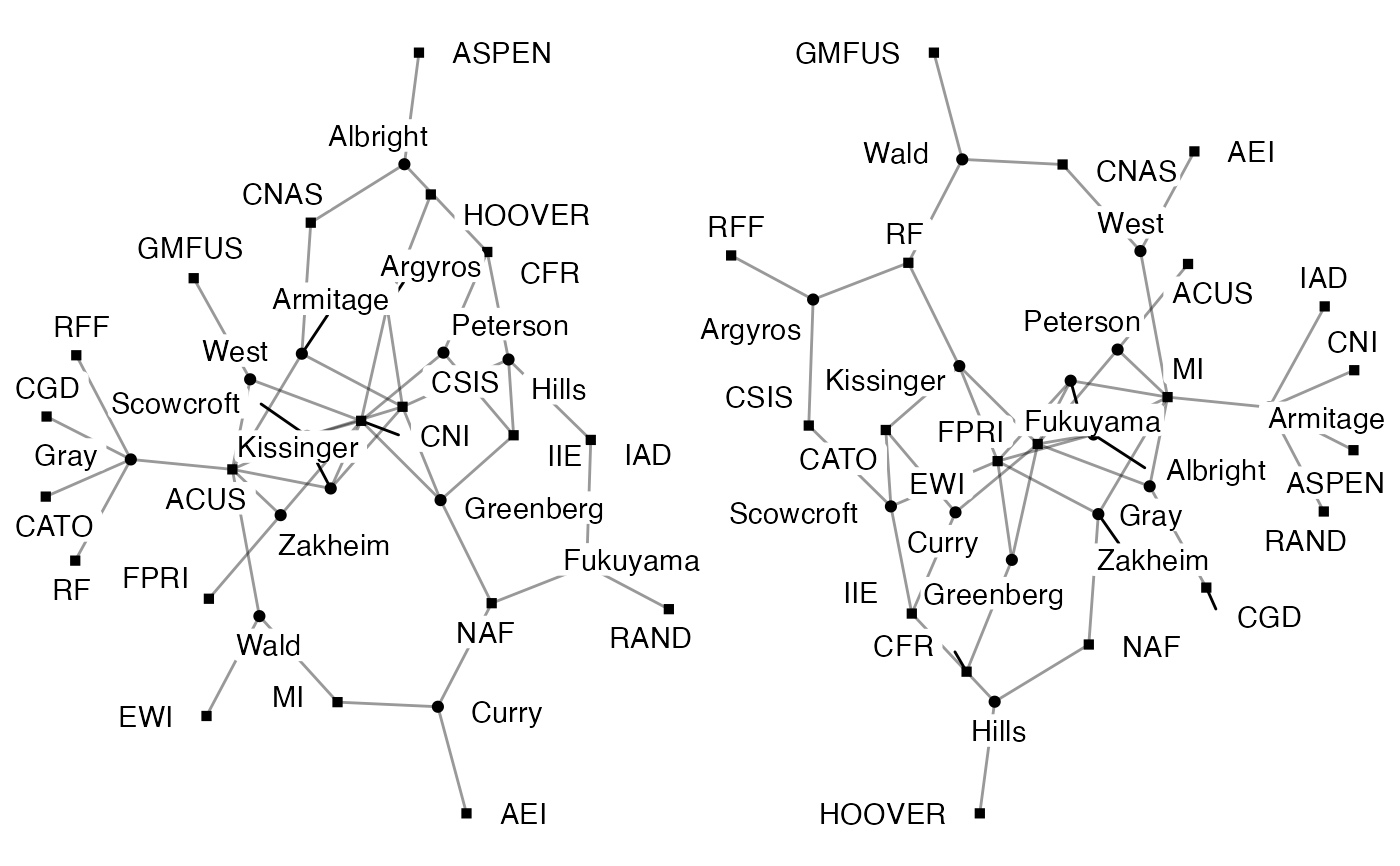 ASPEN
Albright
CNAS
HOOVER
GMFUS
Argyros
CFR
Armitage
RFF
Peterson
West
CGD
CSIS
Scowcroft
Hills
Gray
Kissinger
CNI
IIE
IAD
ACUS
CATO
Greenberg
Zakheim
RF
FPRI
Fukuyama
Wald
NAF
RAND
MI
EWI
Curry
AEI
GMFUS
Wald
CNAS
AEI
RFF
RF
West
ACUS
IAD
Argyros
Peterson
CNI
MI
Kissinger
CSIS
FPRI
Fukuyama
Armitage
CATO
EWI
Albright
ASPEN
Scowcroft
Gray
Curry
Zakheim
RAND
IIE
Greenberg
CGD
CFR
NAF
Hills
HOOVER